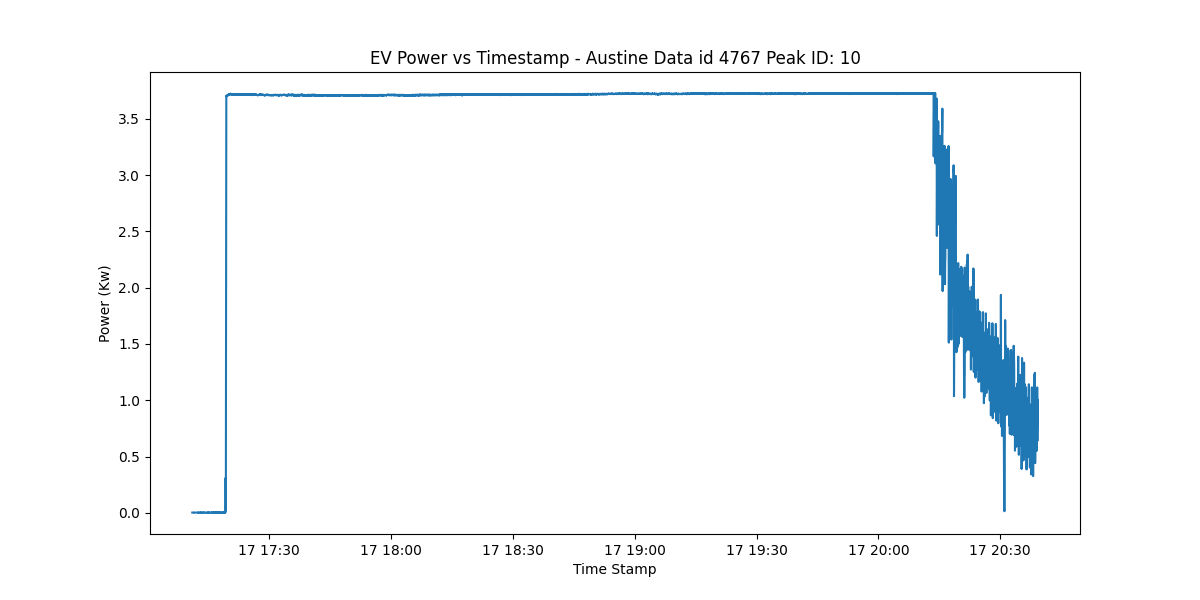 EV Power vs Timestamp - Austine Data id 4767 Peak ID: 10
Power (Kw)
3.5
3.0
2.5
2.0
1.5
1.0
0.5
0.0
17 17:30 17 18:00 17 18:30 17 19:00 17 19:30 17 20:00 17 20:30
Time Stamp